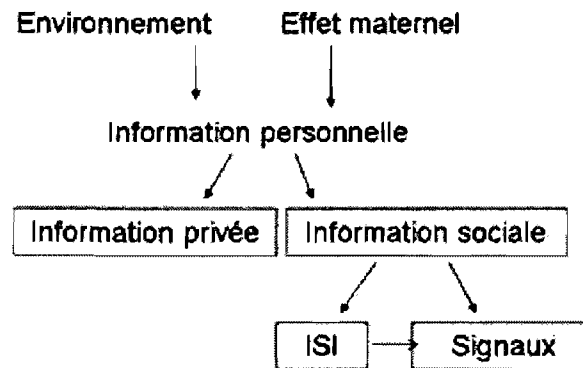 Environnement Effet maternel
Information personnelle
Information privée Information sociale
ISI Signaux